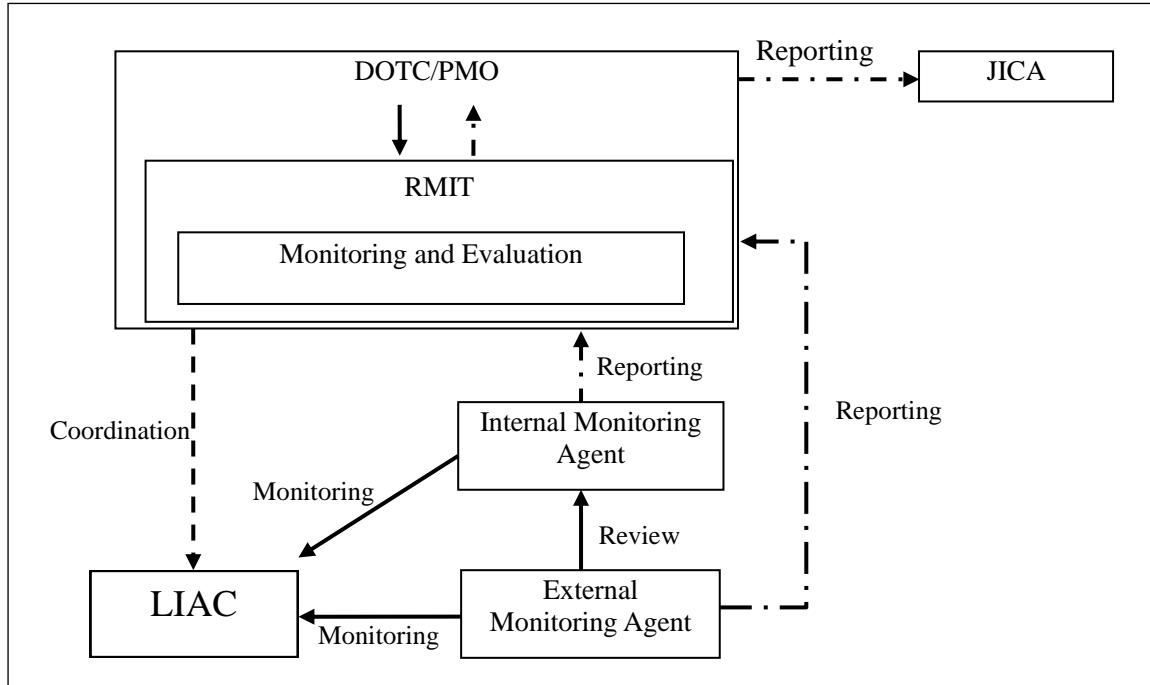 Reporting
DOTC/PMO
JICA
RMIT
Monitoring and Evaluation
Reporting
Internal Monitoring
Agent
Reporting
Coordination
Monitoring
Review
LIAC
External
Monitoring Agent
Monitoring